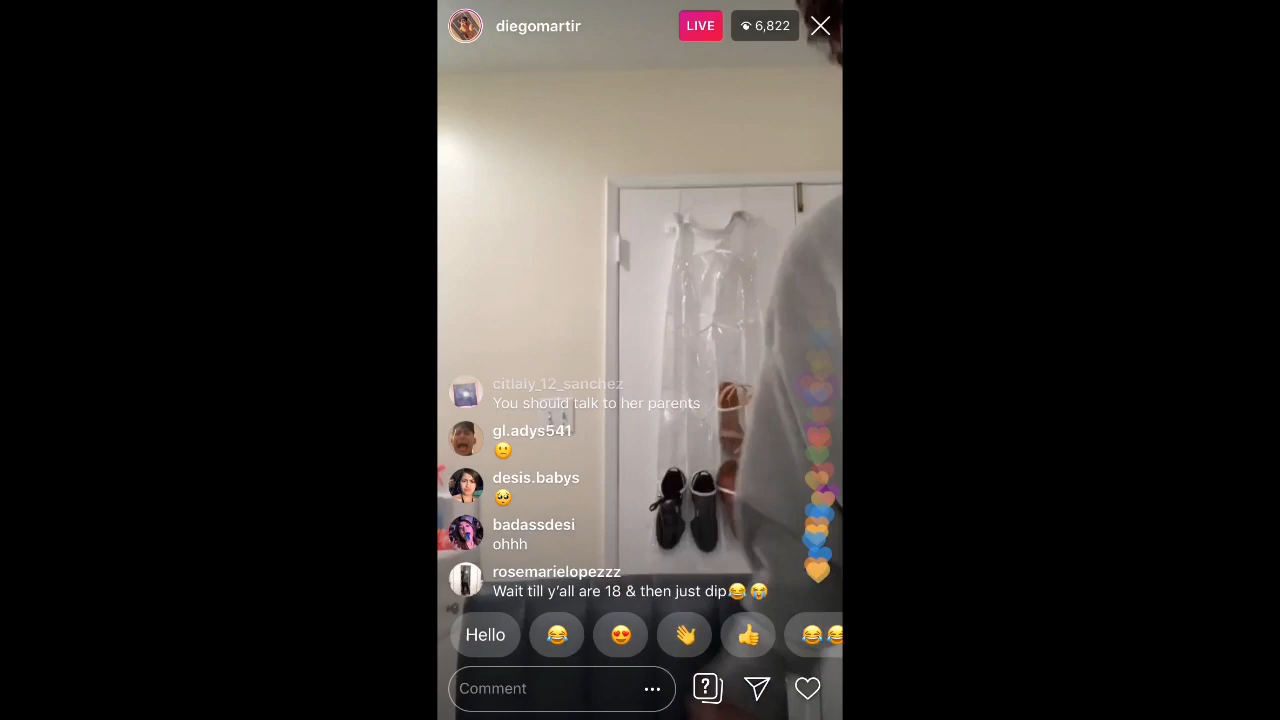 diegomartir
LIVE
6,822
citlaly_12_sanchez
You should talk to her parents
gl.adys541
🙁
desis.babys
🥺
badassdesi
ohhh
rosemarielopezzz
Wait till y'all are 18 & then just dip😂😭
Hello 😂 😍 👋 👍 😂😂
Comment
?